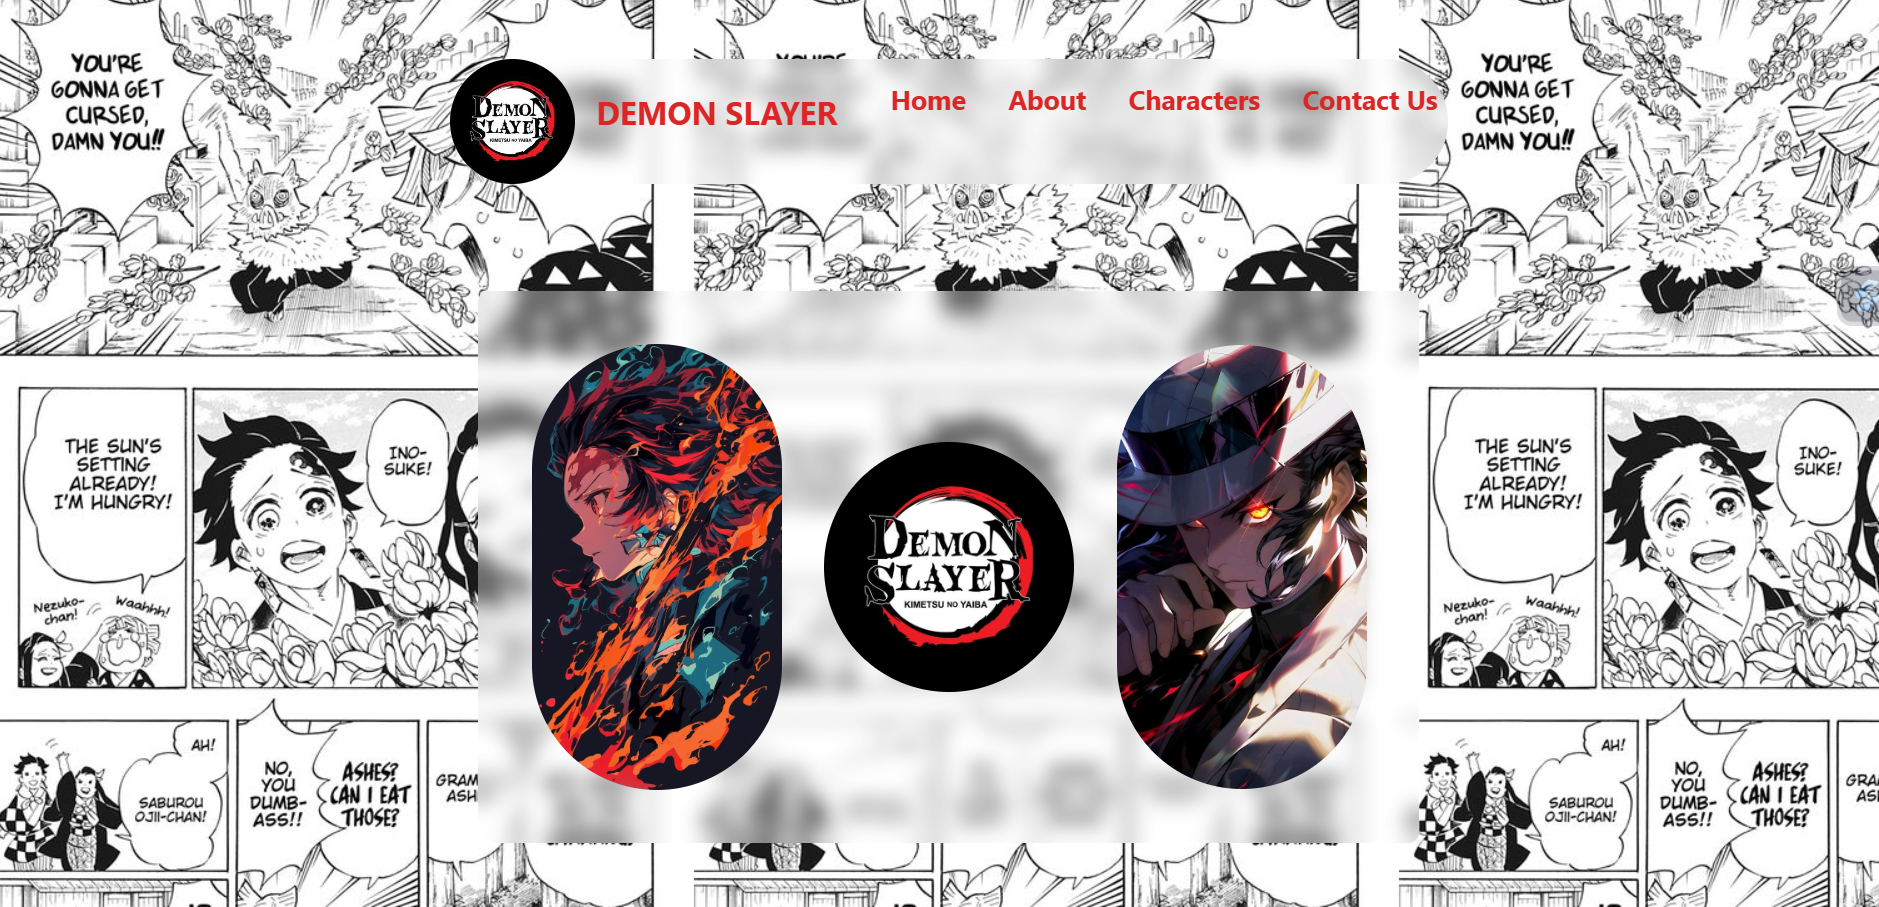 YOU'RE
GONNA GET
CURSED,
DAMN YOU!!
YOU'RE
GONNA GET
CURSED,
DAMN YOU!!
DEMON
SLAYER
KIMETSU NO YAIBA
DEMON SLAYER
Home
About
Characters
Contact Us
THE SUN'S
SETTING
ALREADY!
I'M HUNGRY!
INO-
SUKE!
Nezuko-
chan!
Waahhh!
DEMON
SLAYER
KIMETSU NO YAIBA
THE SUN'S
SETTING
ALREADY!
I'M HUNGRY!
INO-
SUKE!
Nezuko-
chan!
Waahhh!
AH!
SABUROU
OJII-CHAN!
NO,
YOU
DUMB-
ASS!!
ASHES?
CAN I EAT
THOSE?
AH!
SABUROU
OJII-CHAN!
NO,
YOU
DUMB-
ASS!!
ASHES?
CAN I EAT
THOSE?